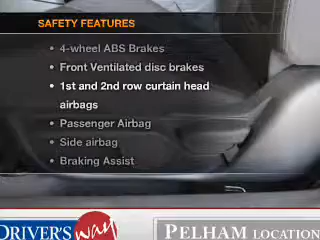 SAFETY FEATURES
• 4-wheel ABS Brakes
• Front Ventilated disc brakes
• 1st and 2nd row curtain head
airbags
• Passenger Airbag
• Side airbag
• Braking Assist
DRIVER'S way
PELHAM LOCATION